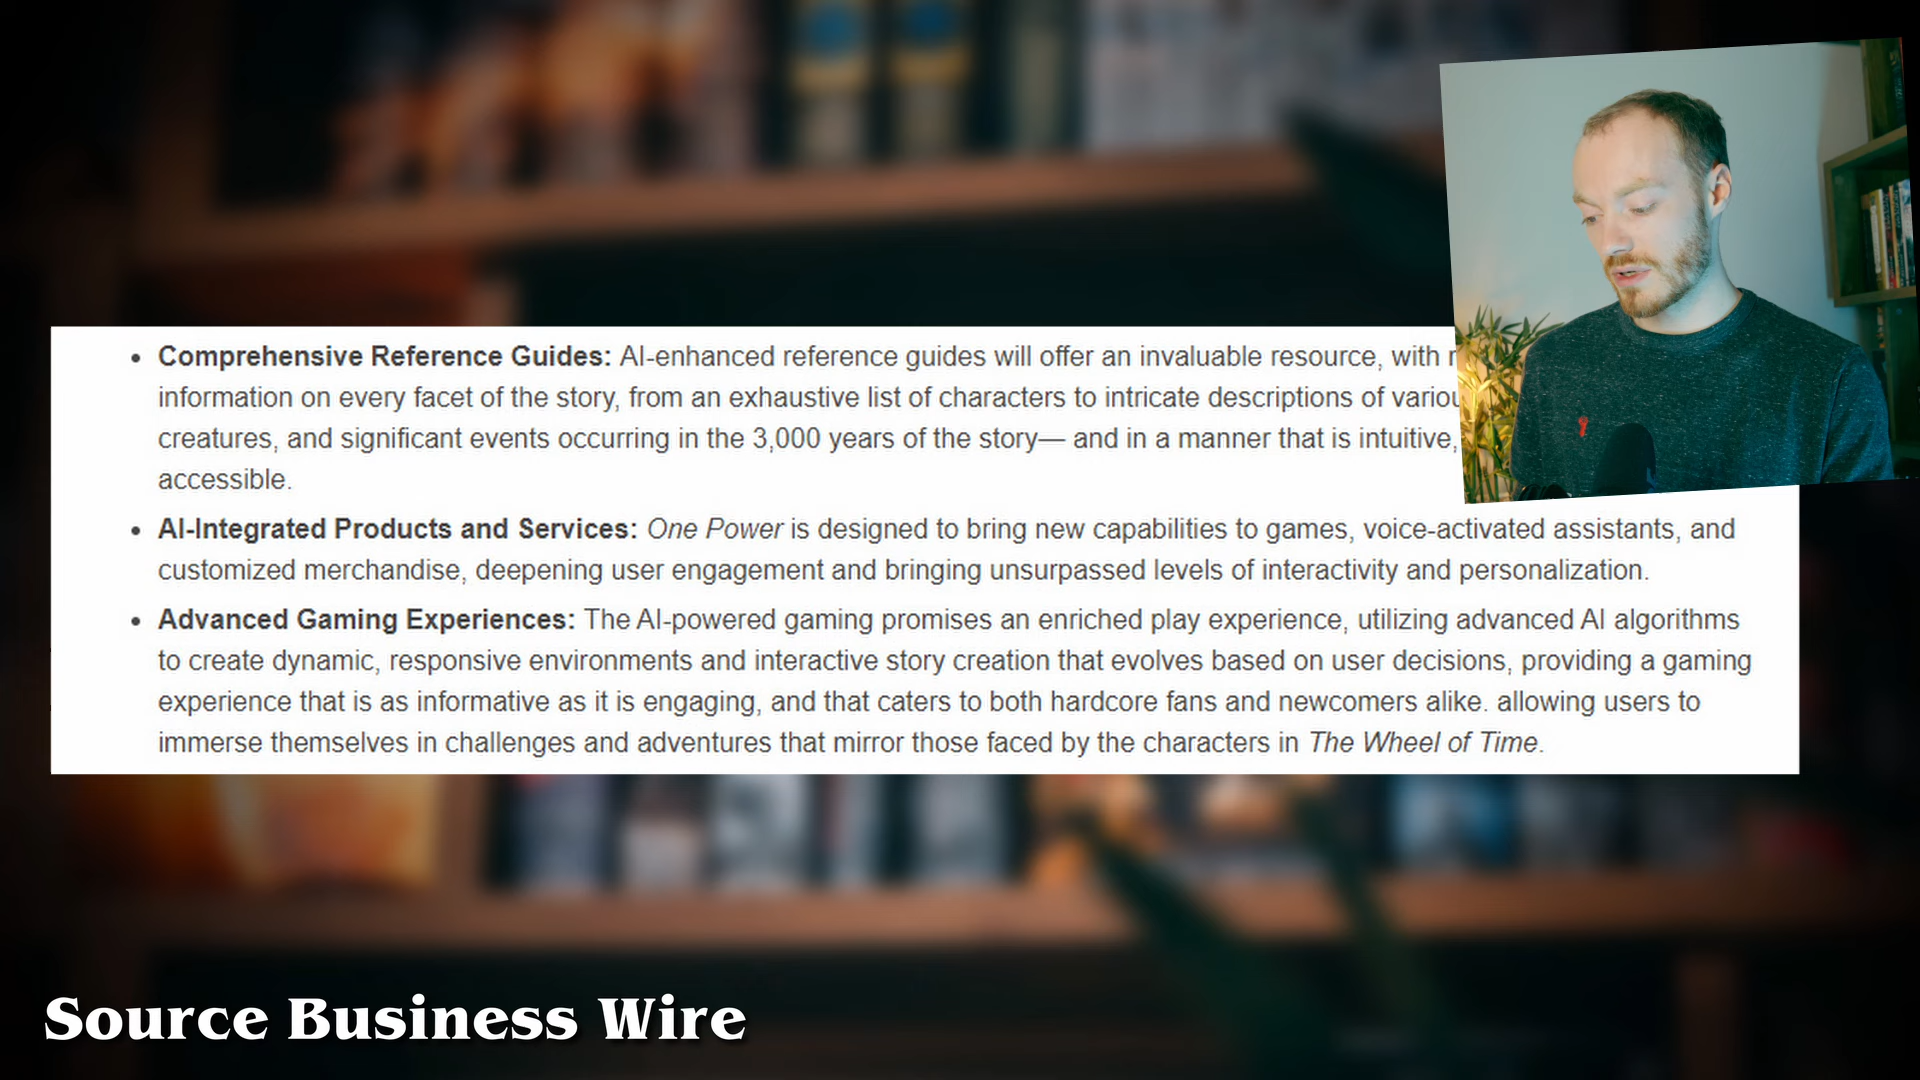 Comprehensive Reference Guides: AI-enhanced reference guides will offer an invaluable resource, with
information on every facet of the story, from an exhaustive list of characters to intricate descriptions of
creatures, and significant events occurring in the 3,000 years of the story— and in a manner that is intuitive,
accessible.
AI-Integrated Products and Services: One Power is designed to bring new capabilities to games, voice-activated assistants, and
customized merchandise, deepening user engagement and bringing unsurpassed levels of interactivity and personalization.
Advanced Gaming Experiences: The AI-powered gaming promises an enriched play experience, utilizing advanced AI algorithms
to create dynamic, responsive environments and interactive story creation that evolves based on user decisions, providing a gaming
experience that is as informative as it is engaging, and that caters to both hardcore fans and newcomers alike. allowing users to
immerse themselves in challenges and adventures that mirror those faced by the characters in The Wheel of Time.
Source Business Wire